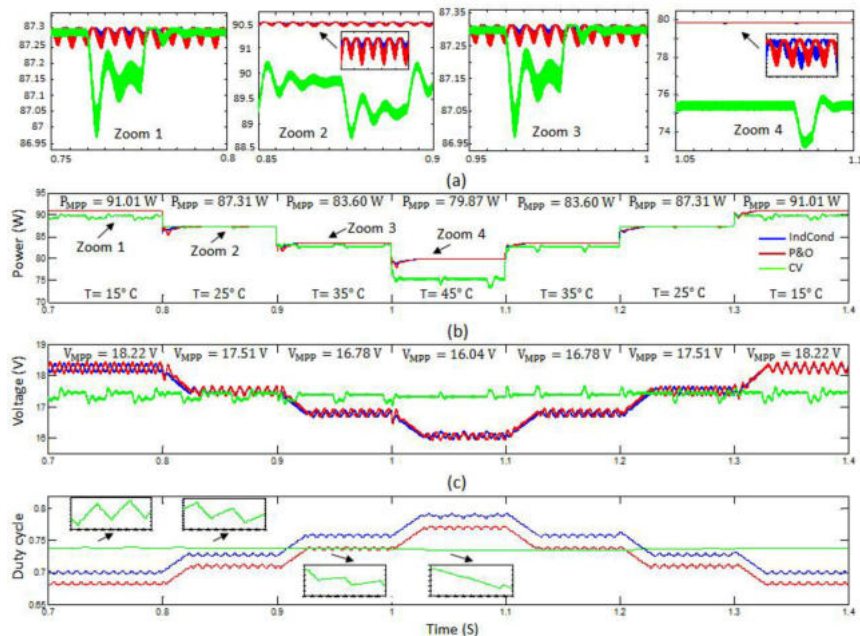 87.3
87.25
87.2
87.15
87.1
87.05
87
86.95
Zoom 1
0.75
0.8
90.5
90
89.5
89
88.5
Zoom 2
0.85
0.9
87.3
87.25
87.2
87.15
87.1
87.05
87
86.95
Zoom 3
0.95
1
80
78
76
74
Zoom 4
1.05
1.1
(a)
P_MPP = 91.01 W P_MPP = 87.31 W P_MPP = 83.60 W P_MPP = 79.87 W P_MPP = 83.60 W P_MPP = 87.31 W P_MPP = 91.01 W
Power (W)
95
90
85
80
75
70
Zoom 1
Zoom 2
Zoom 3
Zoom 4
IndCond
P&O
CV
T= 15° C T= 25° C T= 35° C T= 45° C T= 35° C T= 25° C T= 15° C
0.7 0.8 0.9 1 1.1 1.2 1.3 1.4
(b)
V_MPP = 18.22 V V_MPP = 17.51 V V_MPP = 16.78 V V_MPP = 16.04 V V_MPP = 16.78 V V_MPP = 17.51 V V_MPP = 18.22 V
Voltage (V)
19
18
17
16
0.7 0.8 0.9 1 1.1 1.2 1.3 1.4
(c)
Duty cycle
0.8
0.75
0.7
0.65
0.7 0.8 0.9 1 1.1 1.2 1.3 1.4
Time (S)